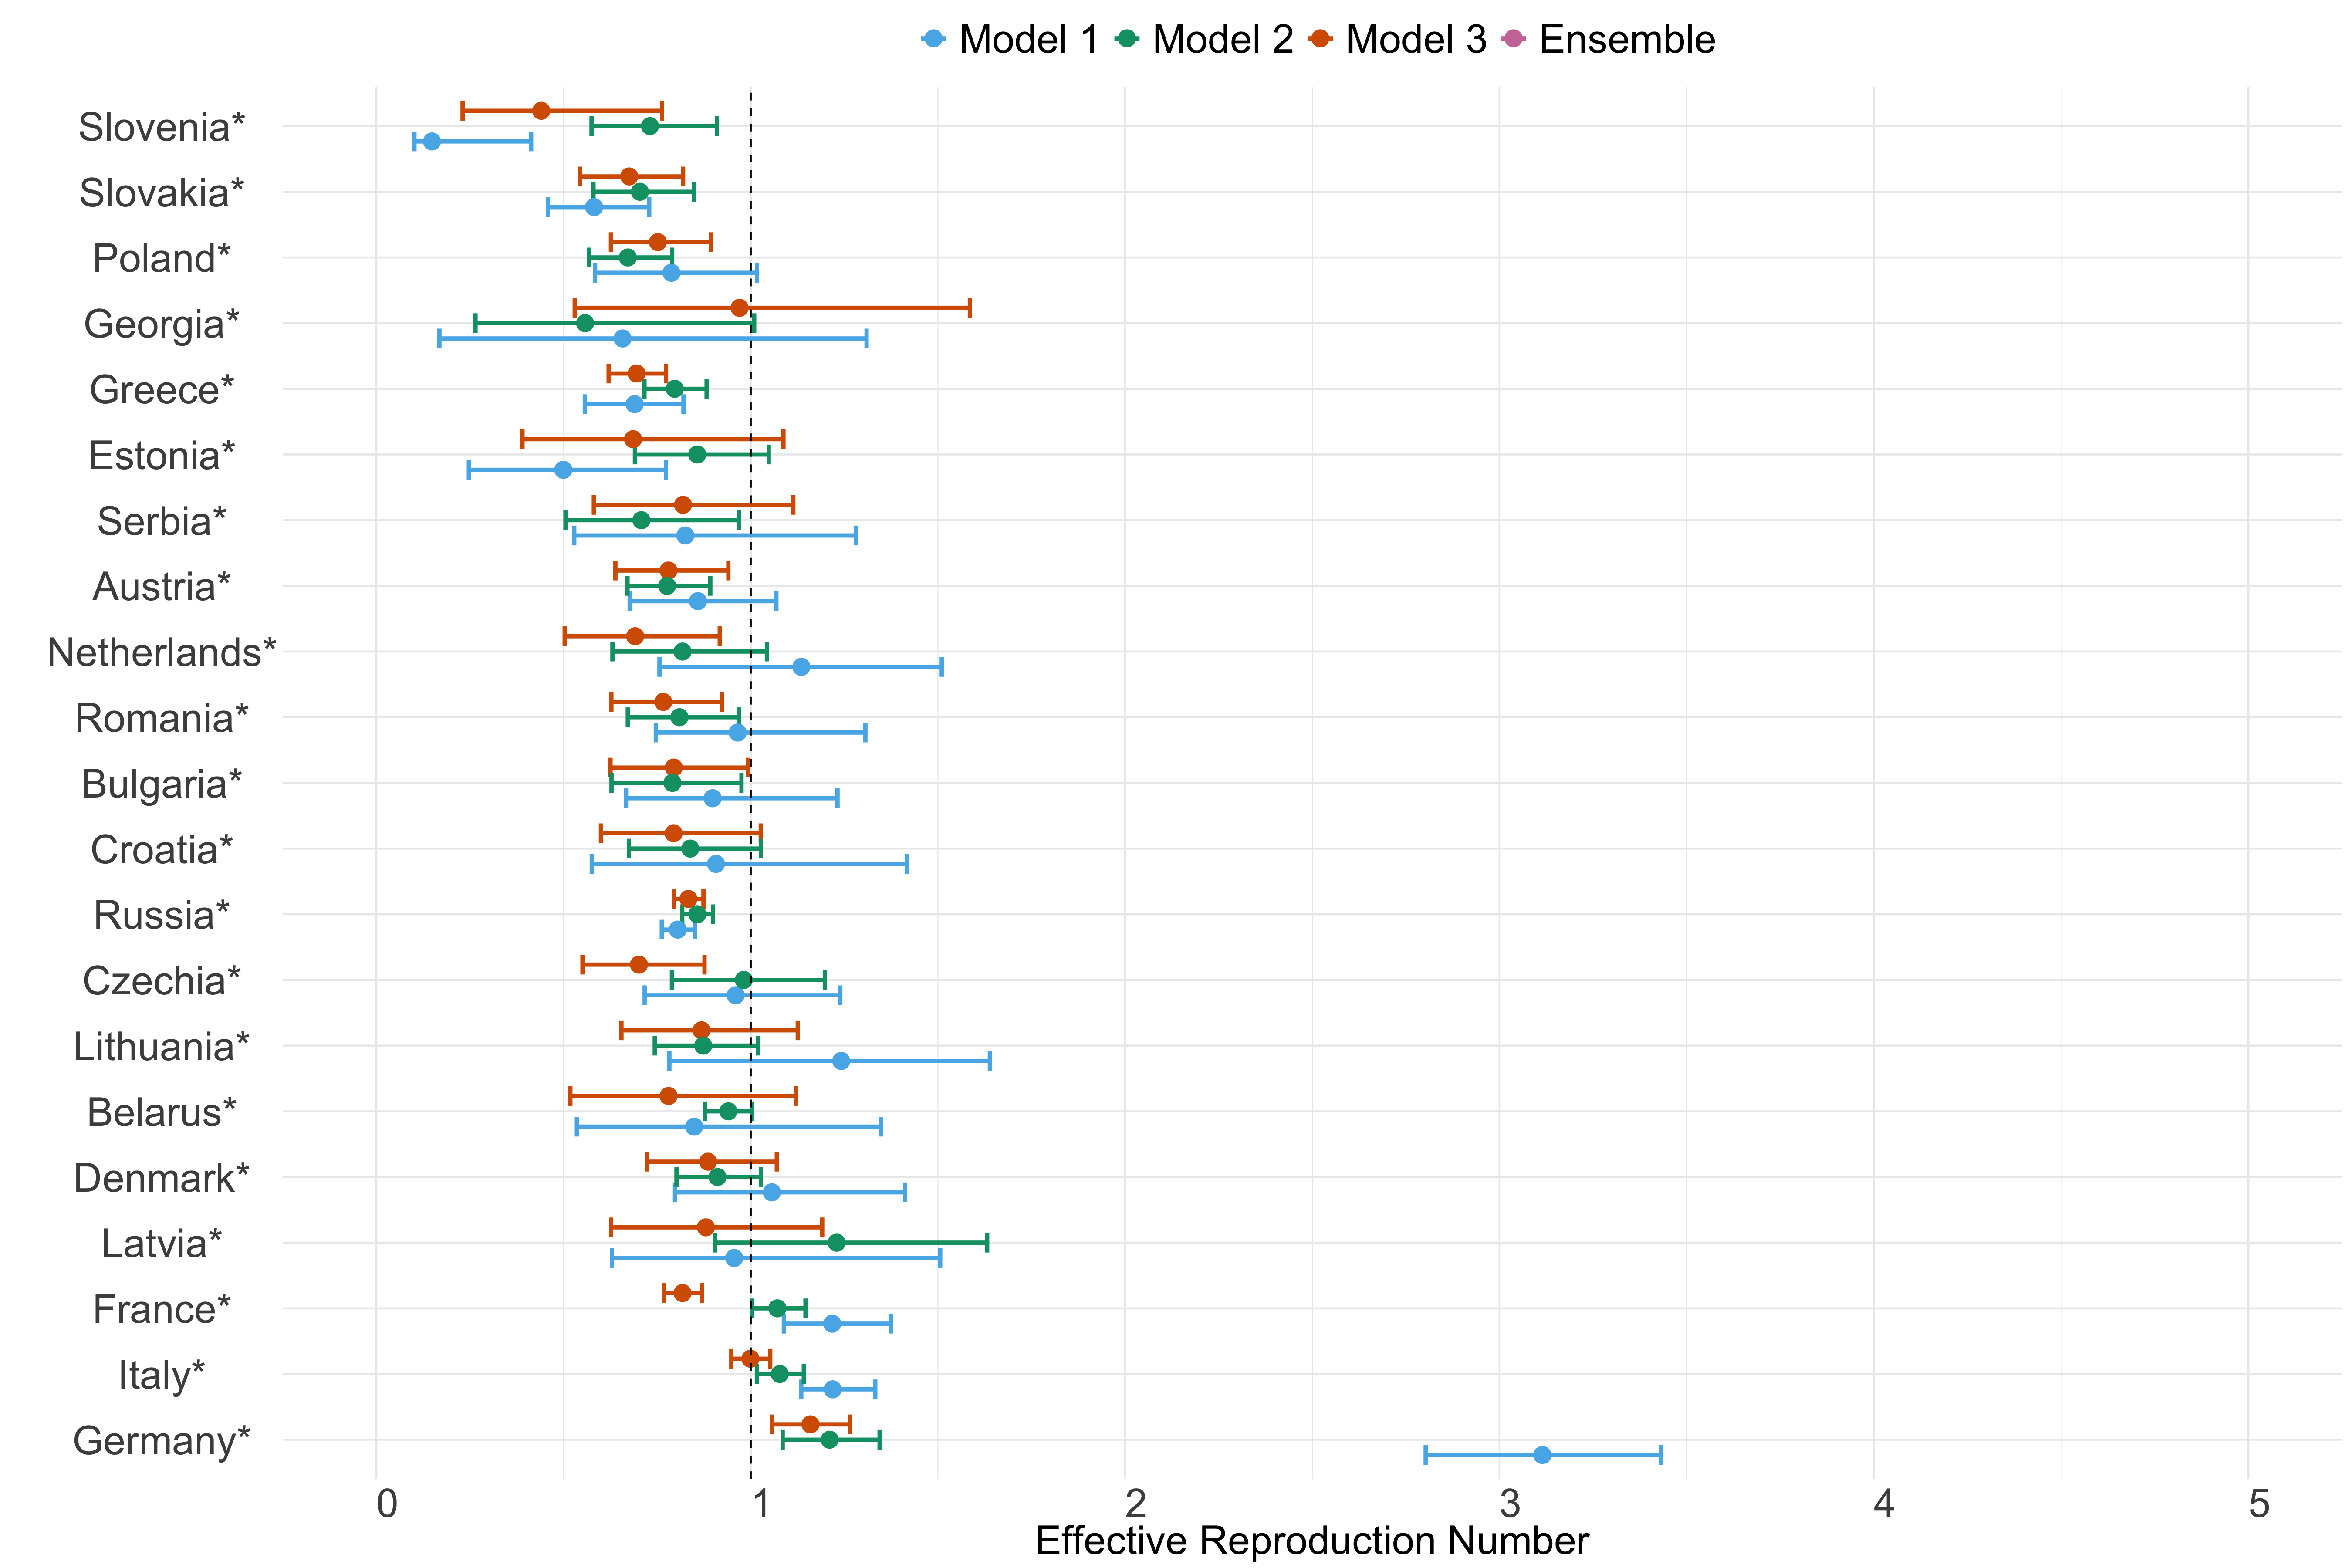 Model 1 Model 2 Model 3 Ensemble
Slovenia*
Slovakia*
Poland*
Georgia*
Greece*
Estonia*
Serbia*
Austria*
Netherlands*
Romania*
Bulgaria*
Croatia*
Russia*
Czechia*
Lithuania*
Belarus*
Denmark*
Latvia*
France*
Italy*
Germany*
0 1 2 3 4 5
Effective Reproduction Number